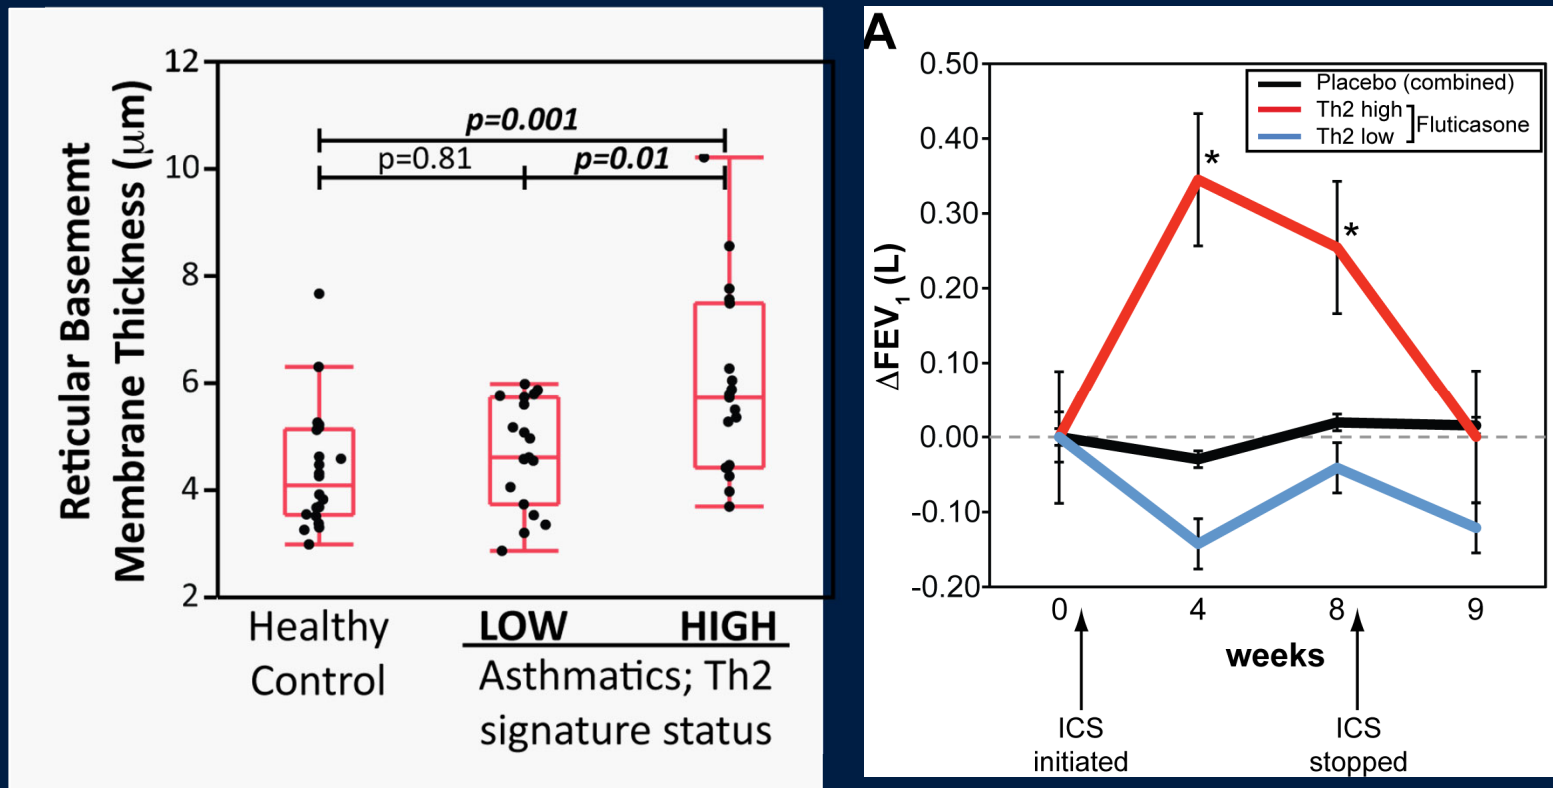 12
10
8
6
4
2
Reticular Basememt
Membrane Thickness (μm)
p=0.001
p=0.81
p=0.01
Healthy
Control
LOW
HIGH
Asthmatics; Th2
signature status
A
0.50
0.40
0.30
0.20
0.10
0.00
-0.10
-0.20
ΔFEV1 (L)
Placebo (combined)
Th2 high
Th2 low
Fluticasone
*
*
0
4
8
9
weeks
ICS
initiated
ICS
stopped